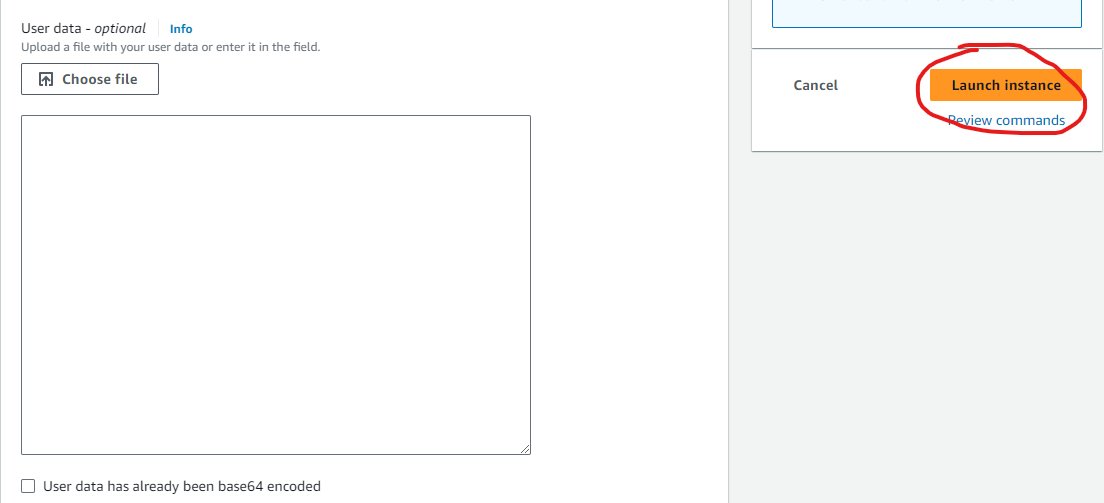 User data - optional Info
Upload a file with your user data or enter it in the field.
Choose file
User data has already been base64 encoded
Cancel
Launch instance
Review commands